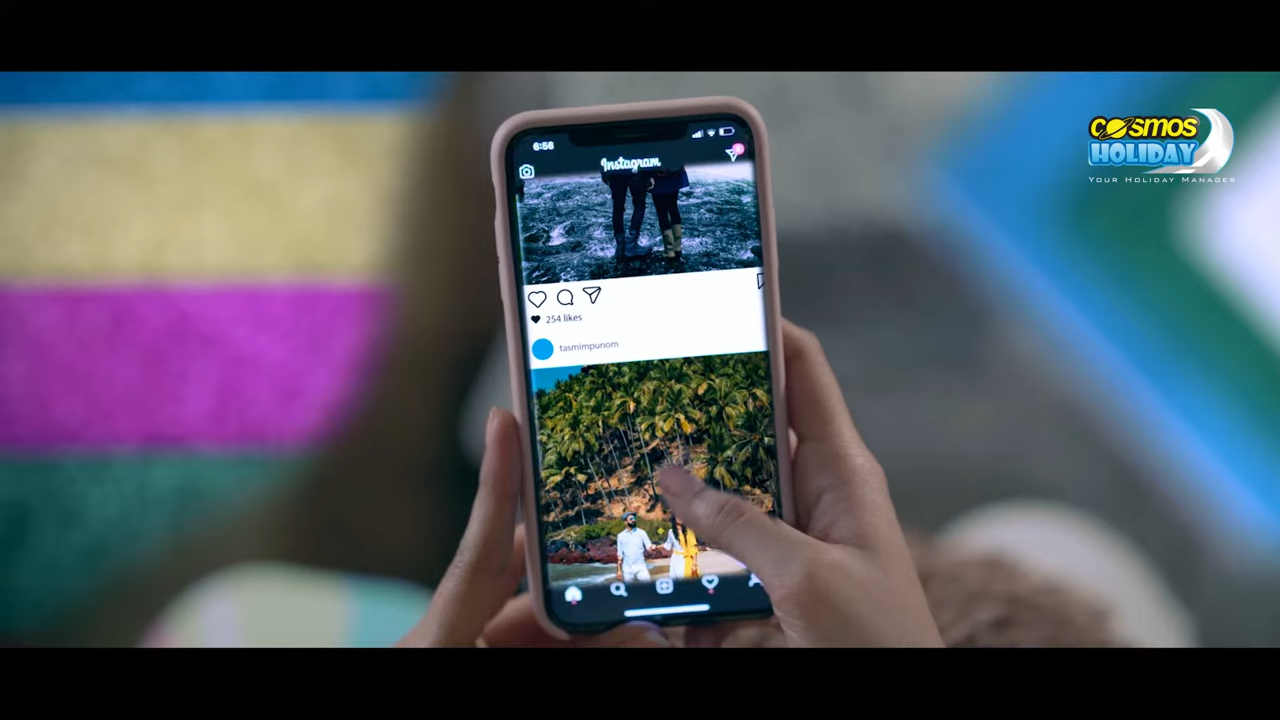 COSMOS
HOLIDAY
YOUR HOLIDAY MANAGER
6:56
Instagram
254 likes
tasmimpunom